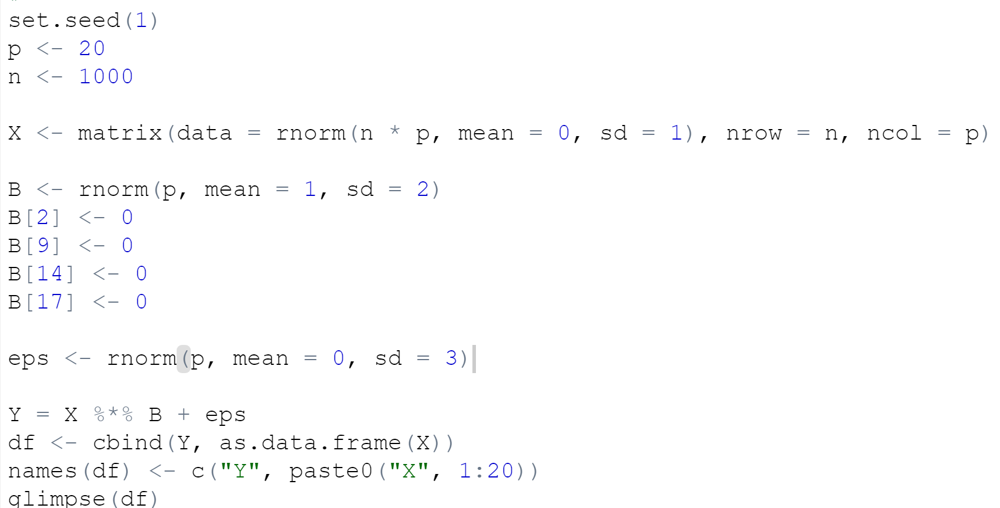 set.seed(1)
p <- 20
n <- 1000
X <- matrix(data = rnorm(n * p, mean = 0, sd = 1), nrow = n, ncol = p)
B <- rnorm(p, mean = 1, sd = 2)
B[2] <- 0
B[9] <- 0
B[14] <- 0
B[17] <- 0
eps <- rnorm(p, mean = 0, sd = 3)
Y = X %*% B + eps
df <- cbind(Y, as.data.frame(X))
names(df) <- c("Y", paste0("X", 1:20))
glimpse(df)